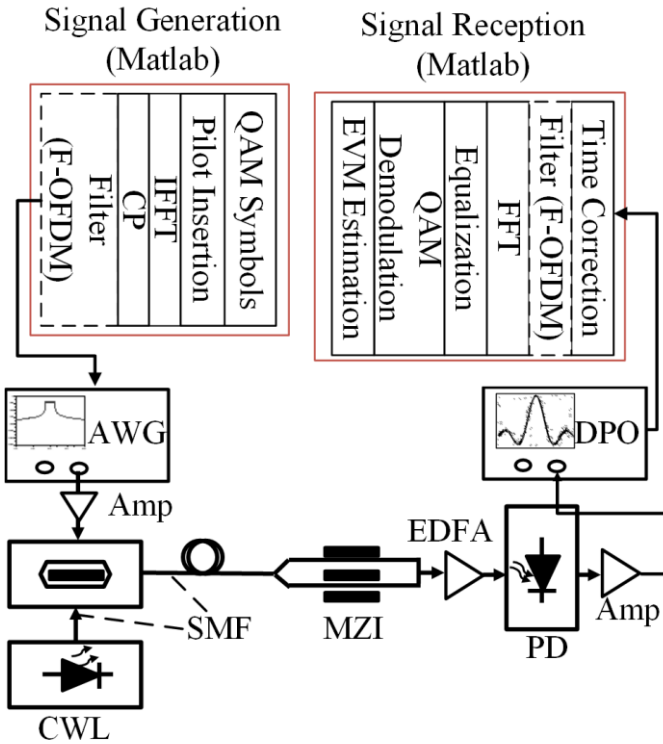 Signal Generation
(Matlab)
Signal Reception
(Matlab)
QAM Symbols
Pilot Insertion
IFFT
CP
Filter
(F-OFDM)
Time Correction
Filter (F-OFDM)
FFT
Equalization
QAM
Demodulation
EVM Estimation
AWG
DPO
Amp
EDFA
SMF
MZI
PD
Amp
CWL